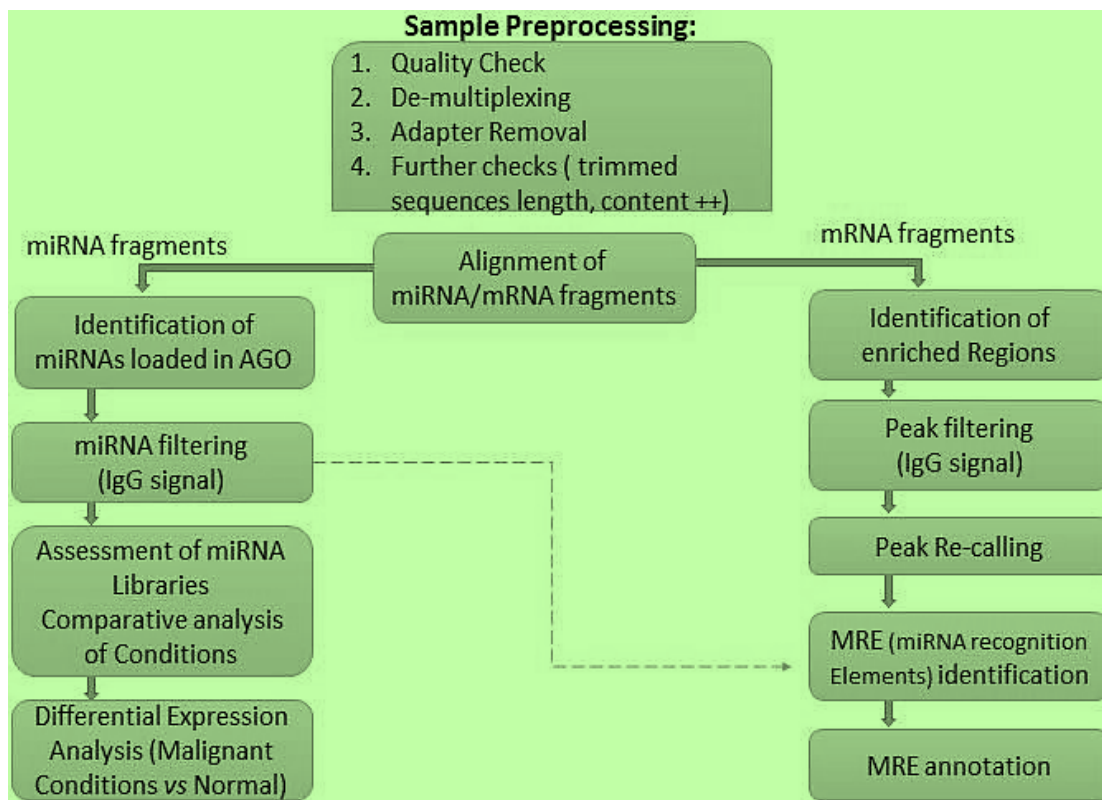 Sample Preprocessing:
1. Quality Check
2. De-multiplexing
3. Adapter Removal
4. Further checks ( trimmed
sequences length, content ++)
miRNA fragments
Alignment of
miRNA/mRNA fragments
mRNA fragments
Identification of
miRNAs loaded in AGO
miRNA filtering
(IgG signal)
Assessment of miRNA
Libraries
Comparative analysis
of Conditions
Differential Expression
Analysis (Malignant
Conditions vs Normal)
Identification of
enriched Regions
Peak filtering
(IgG signal)
Peak Re-calling
MRE (miRNA recognition
Elements) identification
MRE annotation